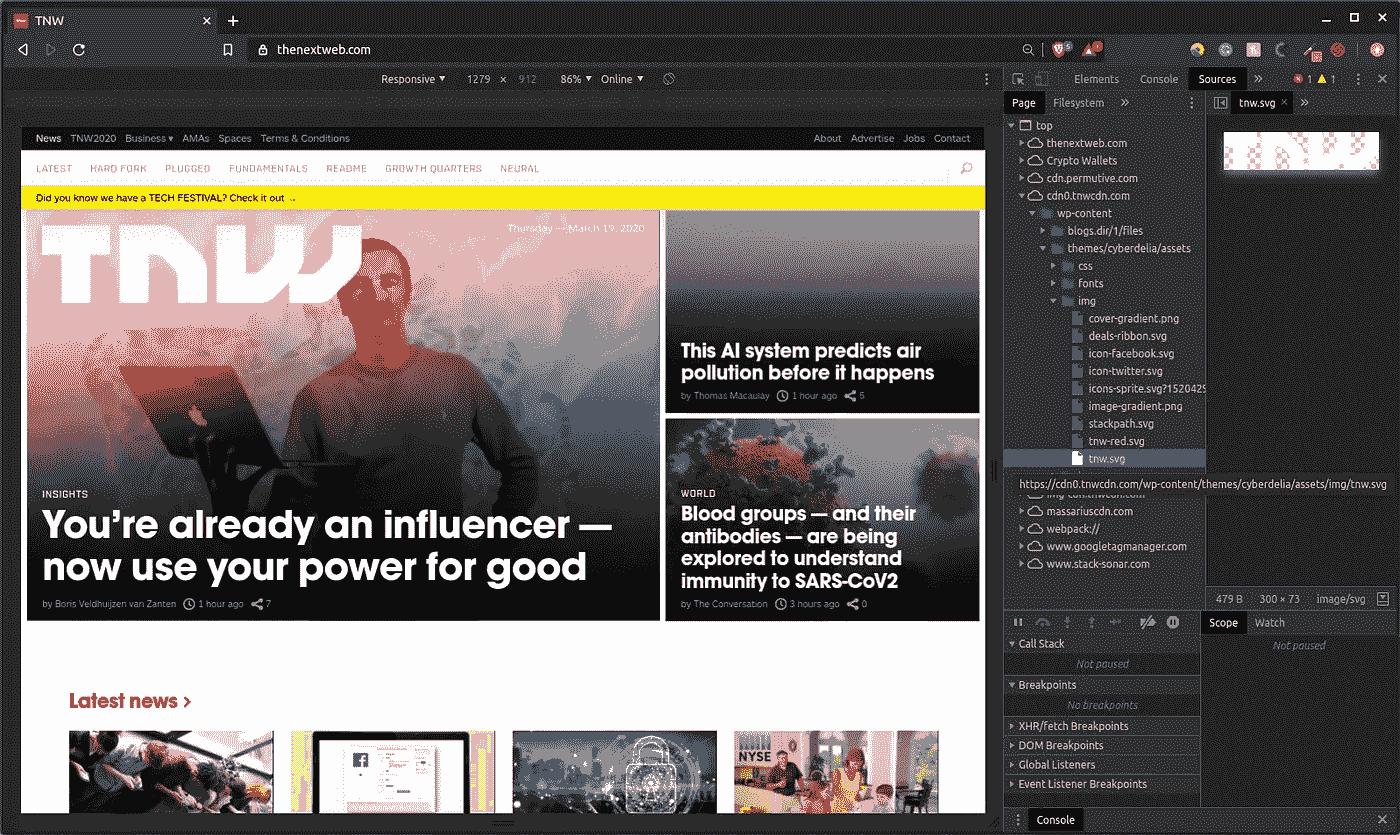 TNW
thenextweb.com
5
1
Responsive 1279 × 912 86% Online
Elements Console Sources 1 1
Page Filesystem
tnw.svg
News TNW2020 Business AMAs Spaces Terms & Conditions About Advertise Jobs Contact
LATEST HARD FORK PLUGGED FUNDAMENTALS README GROWTH QUARTERS NEURAL
Did you know we have a TECH FESTIVAL? Check it out →
TNW
Thursday — March 19, 2020
INSIGHTS
You’re already an influencer —
now use your power for good
by Boris Veldhuijzen van Zanten 1 hour ago 7
This AI system predicts air
pollution before it happens
by Thomas Macaulay 1 hour ago 5
WORLD
Blood groups — and their
antibodies — are being
explored to understand
immunity to SARS-CoV2
by The Conversation 3 hours ago 0
Latest news
NYSE
top
thenextweb.com
Crypto Wallets
cdn.permutive.com
cdn0.tnwcdn.com
wp-content
blogs.dir/1/files
themes/cyberdelia/assets
css
fonts
img
cover-gradient.png
deals-ribbon.svg
icon-facebook.svg
icon-twitter.svg
icons-sprite.svg?1520429
image-gradient.png
stackpath.svg
tnw-red.svg
tnw.svg
https://cdn0.tnwcdn.com/wp-content/themes/cyberdelia/assets/img/tnw.svg
img-cdn.tnwcdn.com
massariuscdn.com
webpack://
www.googletagmanager.com
www.stack-sonar.com
TNW
479 B 300 × 73 image/svg
Call Stack
Not paused
Breakpoints
No breakpoints
XHR/fetch Breakpoints
DOM Breakpoints
Global Listeners
Event Listener Breakpoints
Scope Watch
Not paused
Console